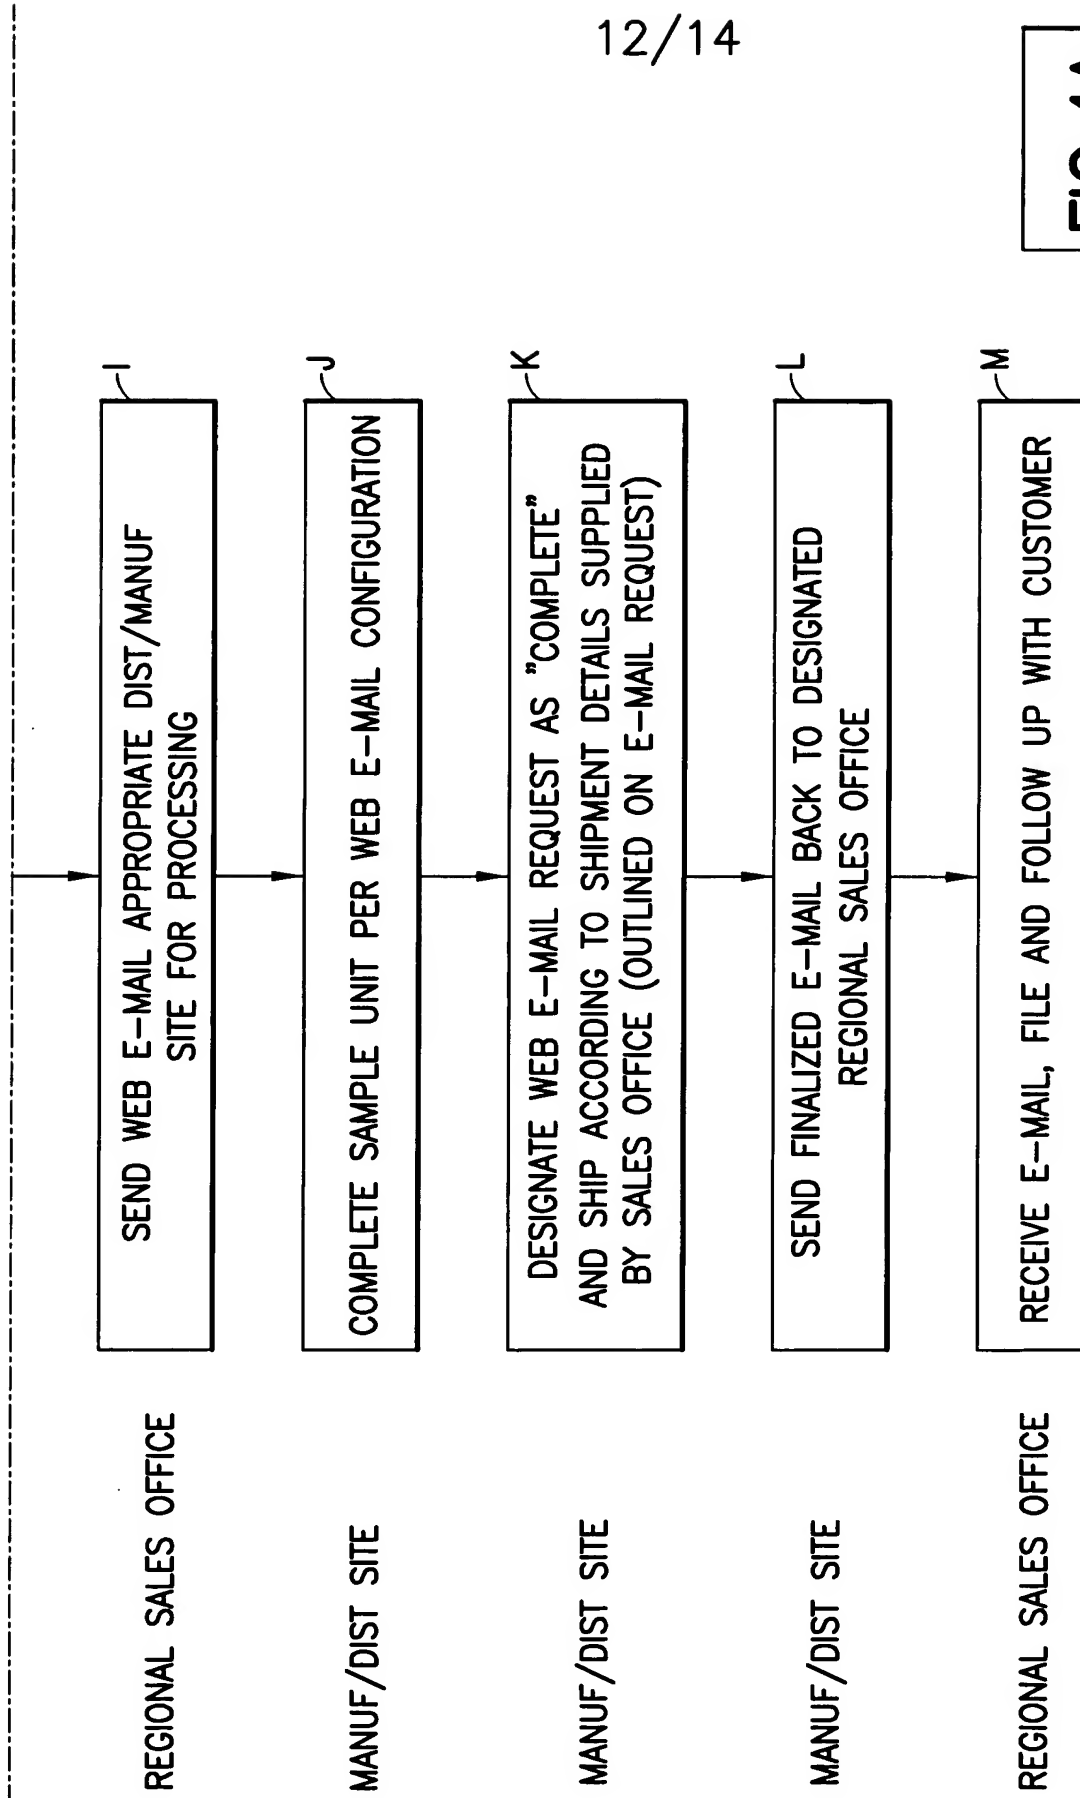 12/14
REGIONAL SALES OFFICE
SEND WEB E-MAIL APPROPRIATE DIST/MANUF
SITE FOR PROCESSING
I
MANUF/DIST SITE
COMPLETE SAMPLE UNIT PER WEB E-MAIL CONFIGURATION
J
MANUF/DIST SITE
DESIGNATE WEB E-MAIL REQUEST AS "COMPLETE"
AND SHIP ACCORDING TO SHIPMENT DETAILS SUPPLIED
BY SALES OFFICE (OUTLINED ON E-MAIL REQUEST)
K
MANUF/DIST SITE
SEND FINALIZED E-MAIL BACK TO DESIGNATED
REGIONAL SALES OFFICE
L
REGIONAL SALES OFFICE
RECEIVE E-MAIL, FILE AND FOLLOW UP WITH CUSTOMER
M